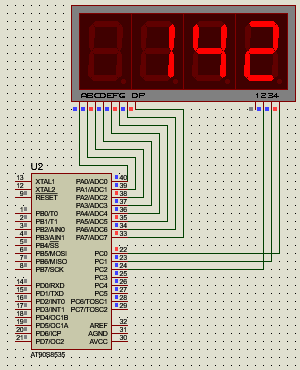 142
ABCDEFG DP 1234
U2
13 XTAL1 PA0/ADC0 40
12 XTAL2 PA1/ADC1 39
9 RESET PA2/ADC2 38
PA3/ADC3 37
1 PB0/T0 PA4/ADC4 36
2 PB1/T1 PA5/ADC5 35
3 PB2/AIN0 PA6/ADC6 34
4 PB3/AIN1 PA7/ADC7 33
5 PB4/SS
6 PB5/MOSI PC0 22
7 PB6/MISO PC1 23
8 PB7/SCK PC2 24
PC3 25
14 PD0/RXD PC4 26
15 PD1/TXD PC5 27
16 PD2/INT0 PC6/TOSC1 28
17 PD3/INT1 PC7/TOSC2 29
18 PD4/OC1B
19 PD5/OC1A AREF 32
20 PD6/ICP AGND 31
21 PD7/OC2 AVCC 30
AT90S8535